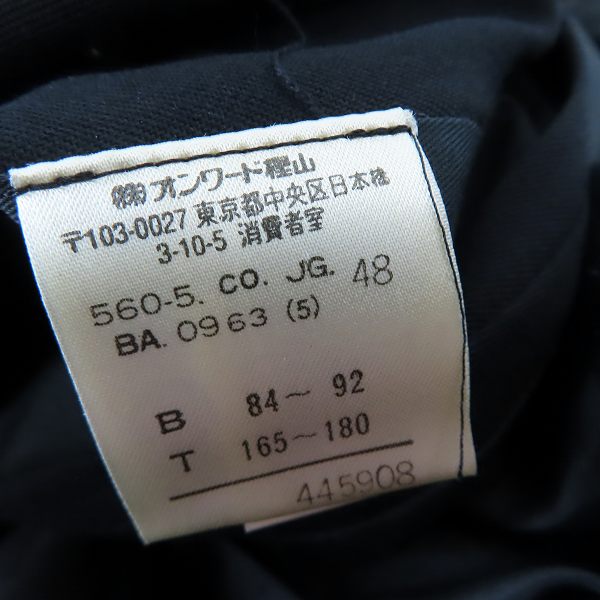 ㈱オンワード樫山
〒103-0027 東京都中央区日本橋
3-10-5 消費者室
560-5. CO. JG. 48
BA. 0963 (5)
B 84～ 92
T 165～180
445908